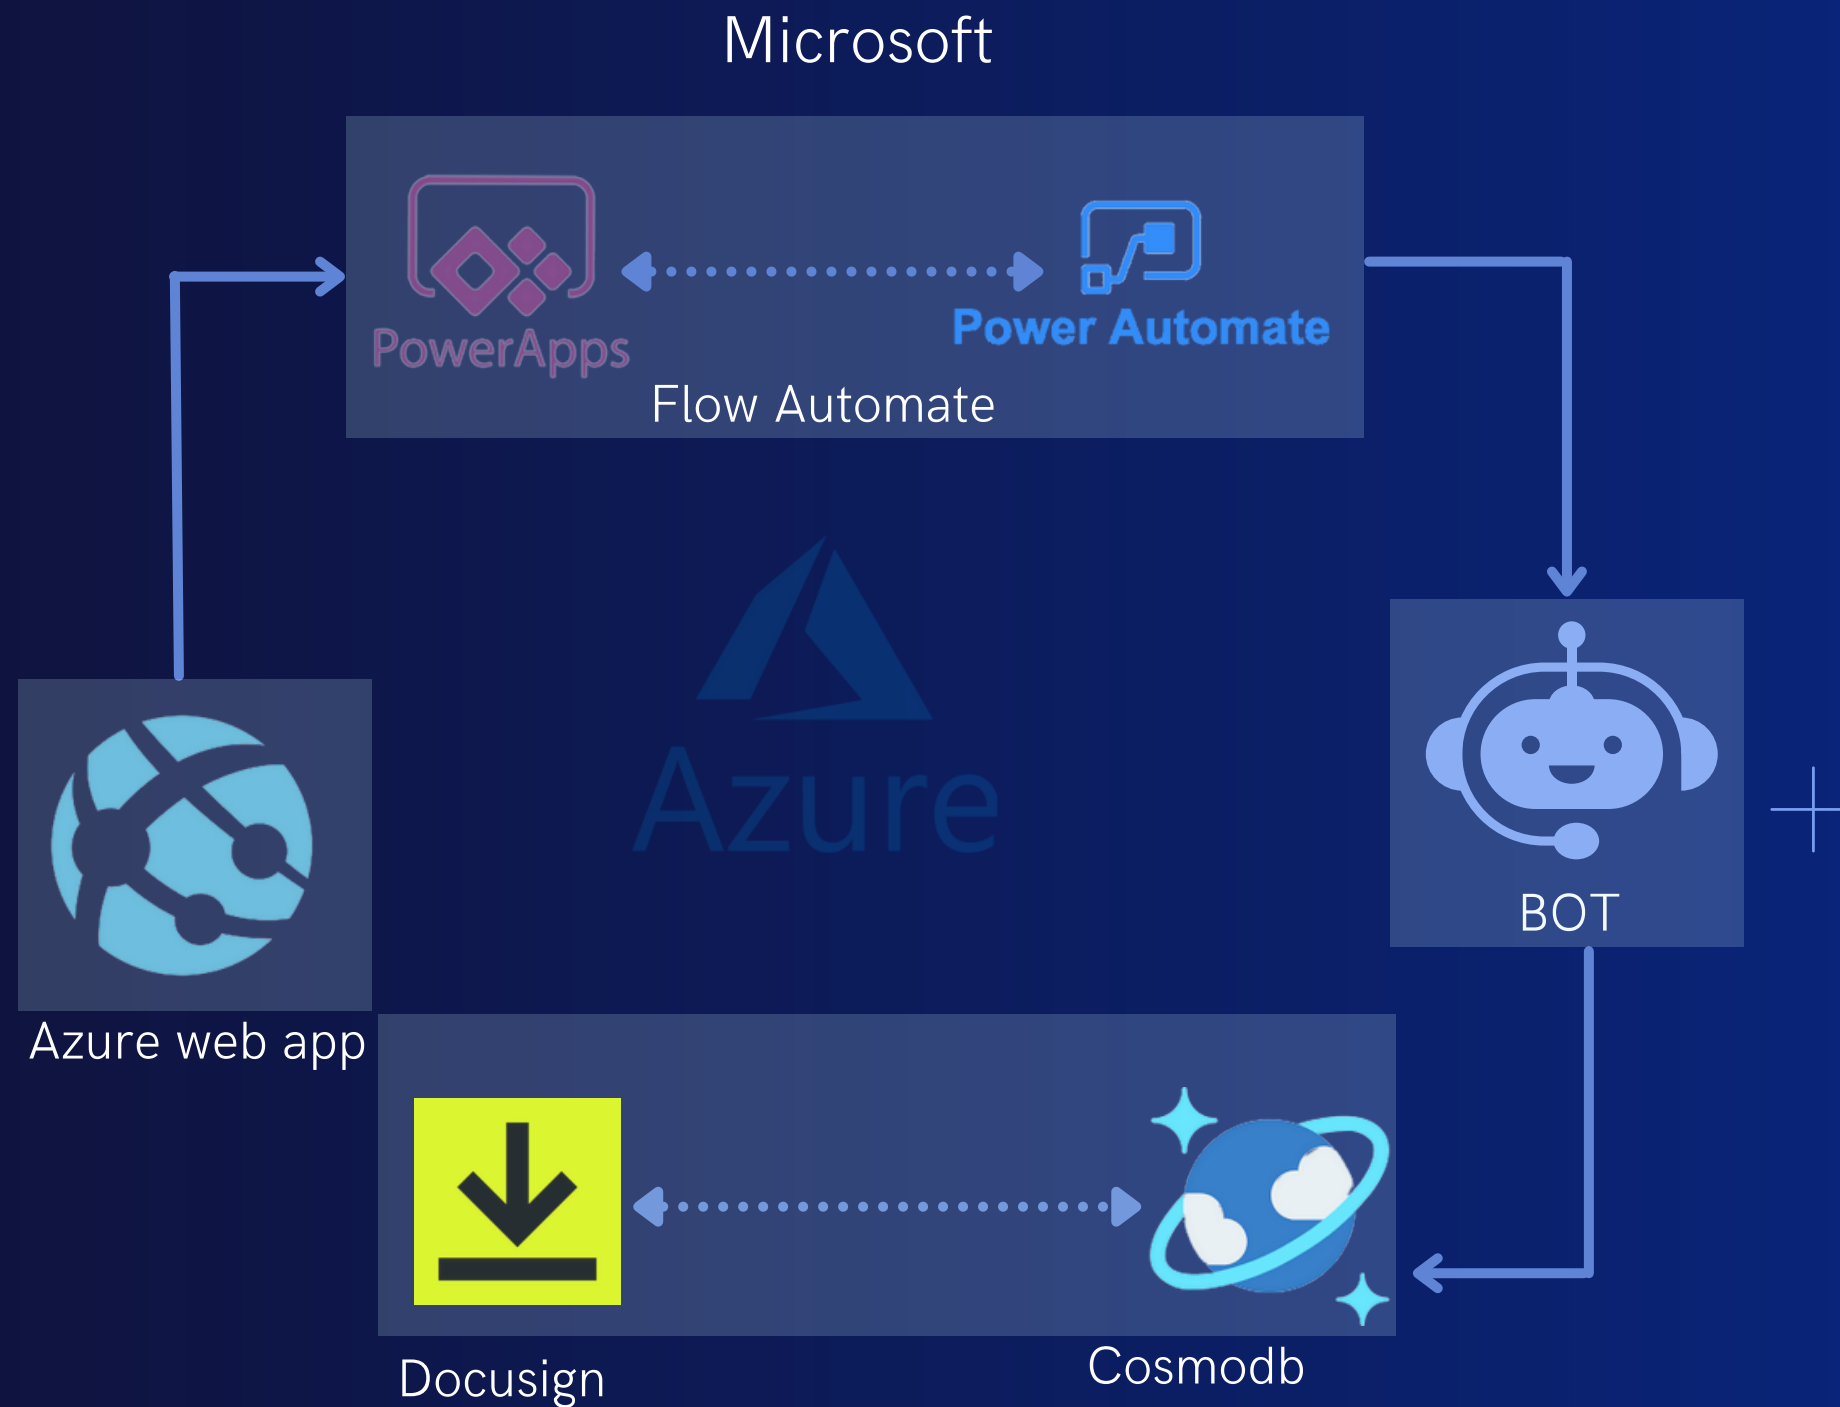 Microsoft
PowerApps
Power Automate
Flow Automate
Azure
BOT
Azure web app
Docusign
Cosmodb